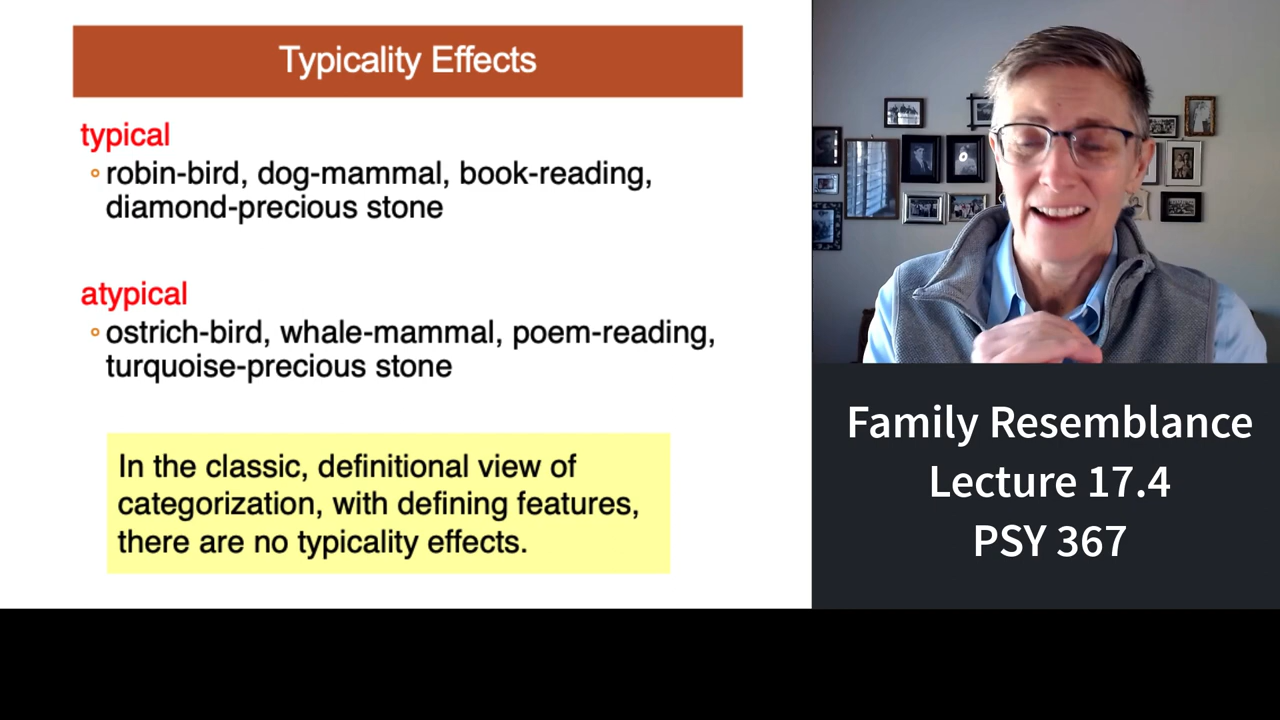 Typicality Effects
typical
robin-bird, dog-mammal, book-reading,
diamond-precious stone
atypical
ostrich-bird, whale-mammal, poem-reading,
turquoise-precious stone
In the classic, definitional view of
categorization, with defining features,
there are no typicality effects.
Family Resemblance
Lecture 17.4
PSY 367